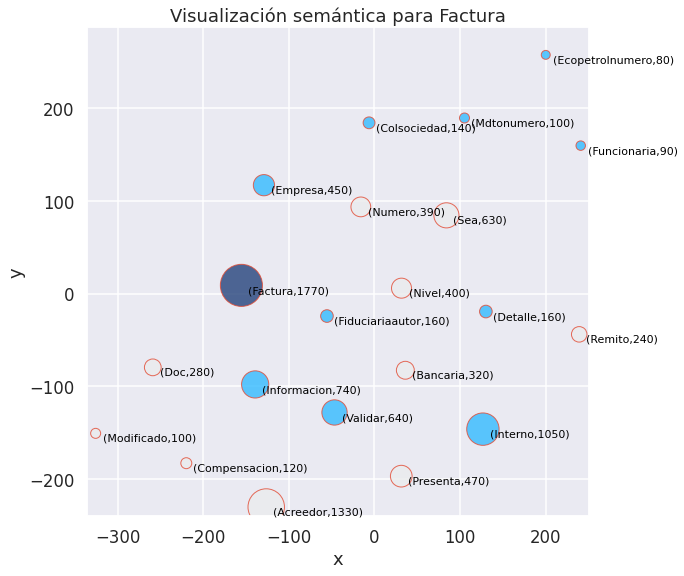 Visualización semántica para Factura
(Ecopetrolnumero,80)
(Colsociedad,140)
(Mdtonumero,100)
(Funcionaria,90)
(Empresa,450)
(Numero,390)
(Sea,630)
(Factura,1770)
(Nivel,400)
(Fiduciariaautor,160)
(Detalle,160)
(Remito,240)
(Doc,280)
(Bancaria,320)
(Informacion,740)
(Validar,640)
(Interno,1050)
(Modificado,100)
(Compensacion,120)
(Presenta,470)
(Acreedor,1330)
y
200
100
0
−100
−200
−300
−200
−100
0
100
200
x